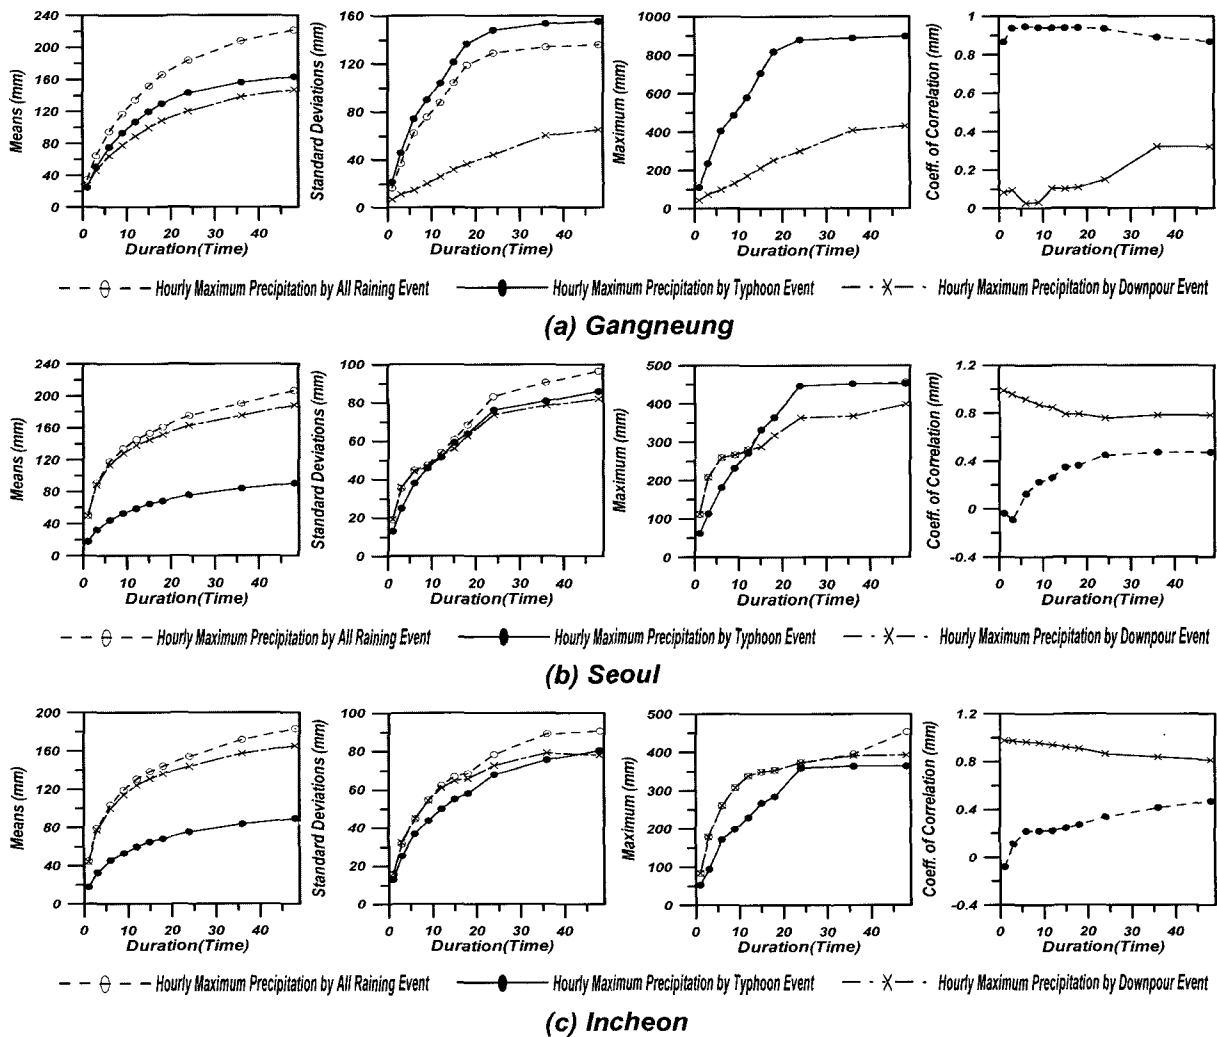 Means (mm)
240
200
160
120
80
40
0
0 10 20 30 40
Duration(Time)
Standard Deviations (mm)
160
120
80
40
0
0 10 20 30 40
Duration(Time)
Maximum (mm)
1000
800
600
400
200
0
0 10 20 30 40
Duration(Time)
Coeff. of Correlation (mm)
1
0.8
0.6
0.4
0.2
0
0 10 20 30 40
Duration(Time)
Hourly Maximum Precipitation by All Raining Event Hourly Maximum Precipitation by Typhoon Event Hourly Maximum Precipitation by Downpour Event
(a) Gangneung
Means (mm)
240
200
160
120
80
40
0
0 10 20 30 40
Duration(Time)
Standard Deviations (mm)
100
80
60
40
20
0
0 10 20 30 40
Duration(Time)
Maximum (mm)
500
400
300
200
100
0
0 10 20 30 40
Duration(Time)
Coeff. of Correlation (mm)
1.2
0.8
0.4
0
-0.4
0 10 20 30 40
Duration(Time)
Hourly Maximum Precipitation by All Raining Event Hourly Maximum Precipitation by Typhoon Event Hourly Maximum Precipitation by Downpour Event
(b) Seoul
Means (mm)
200
160
120
80
40
0
0 10 20 30 40
Duration(Time)
Standard Deviations (mm)
100
80
60
40
20
0
0 10 20 30 40
Duration(Time)
Maximum (mm)
500
400
300
200
100
0
0 10 20 30 40
Duration(Time)
Coeff. of Correlation (mm)
1.2
0.8
0.4
0
-0.4
0 10 20 30 40
Duration(Time)
Hourly Maximum Precipitation by All Raining Event Hourly Maximum Precipitation by Typhoon Event Hourly Maximum Precipitation by Downpour Event
(c) Incheon